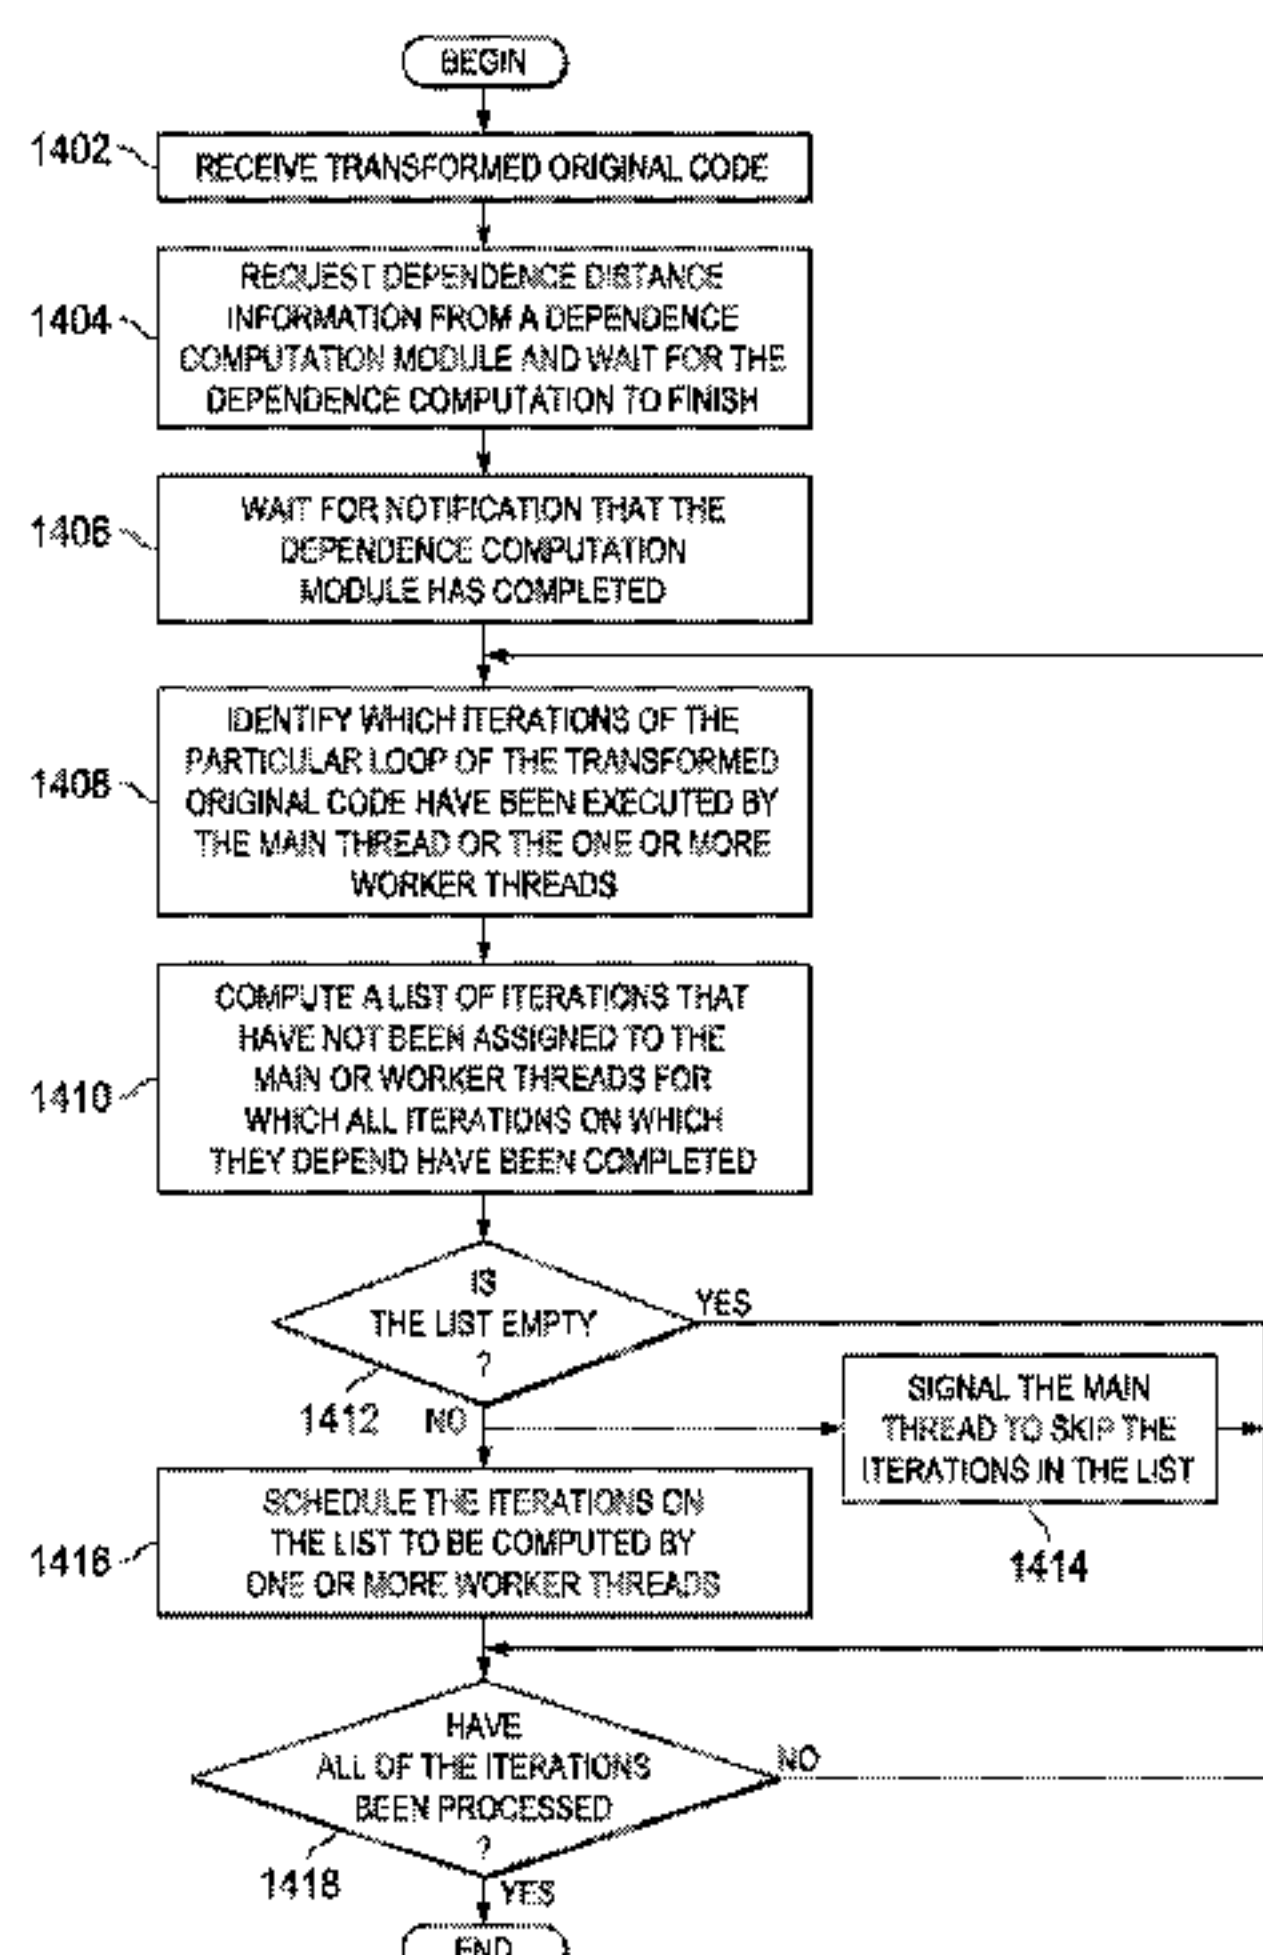 BEGIN
1402
RECEIVE TRANSFORMED ORIGINAL CODE
1404
REQUEST DEPENDENCE DISTANCE
INFORMATION FROM A DEPENDENCE
COMPUTATION MODULE AND WAIT FOR THE
DEPENDENCE COMPUTATION TO FINISH
1406
WAIT FOR NOTIFICATION THAT THE
DEPENDENCE COMPUTATION
MODULE HAS COMPLETED
1408
IDENTIFY WHICH ITERATIONS OF THE
PARTICULAR LOOP OF THE TRANSFORMED
ORIGINAL CODE HAVE BEEN EXECUTED BY
THE MAIN THREAD OR THE ONE OR MORE
WORKER THREADS
1410
COMPUTE A LIST OF ITERATIONS THAT
HAVE NOT BEEN ASSIGNED TO THE
MAIN OR WORKER THREADS FOR
WHICH ALL ITERATIONS ON WHICH
THEY DEPEND HAVE BEEN COMPLETED
IS
THE LIST EMPTY
?
YES
1412
NO
SIGNAL THE MAIN
THREAD TO SKIP THE
ITERATIONS IN THE LIST
1414
1416
SCHEDULE THE ITERATIONS ON
THE LIST TO BE COMPUTED BY
ONE OR MORE WORKER THREADS
HAVE
ALL OF THE ITERATIONS
BEEN PROCESSED
?
NO
1418
YES
END